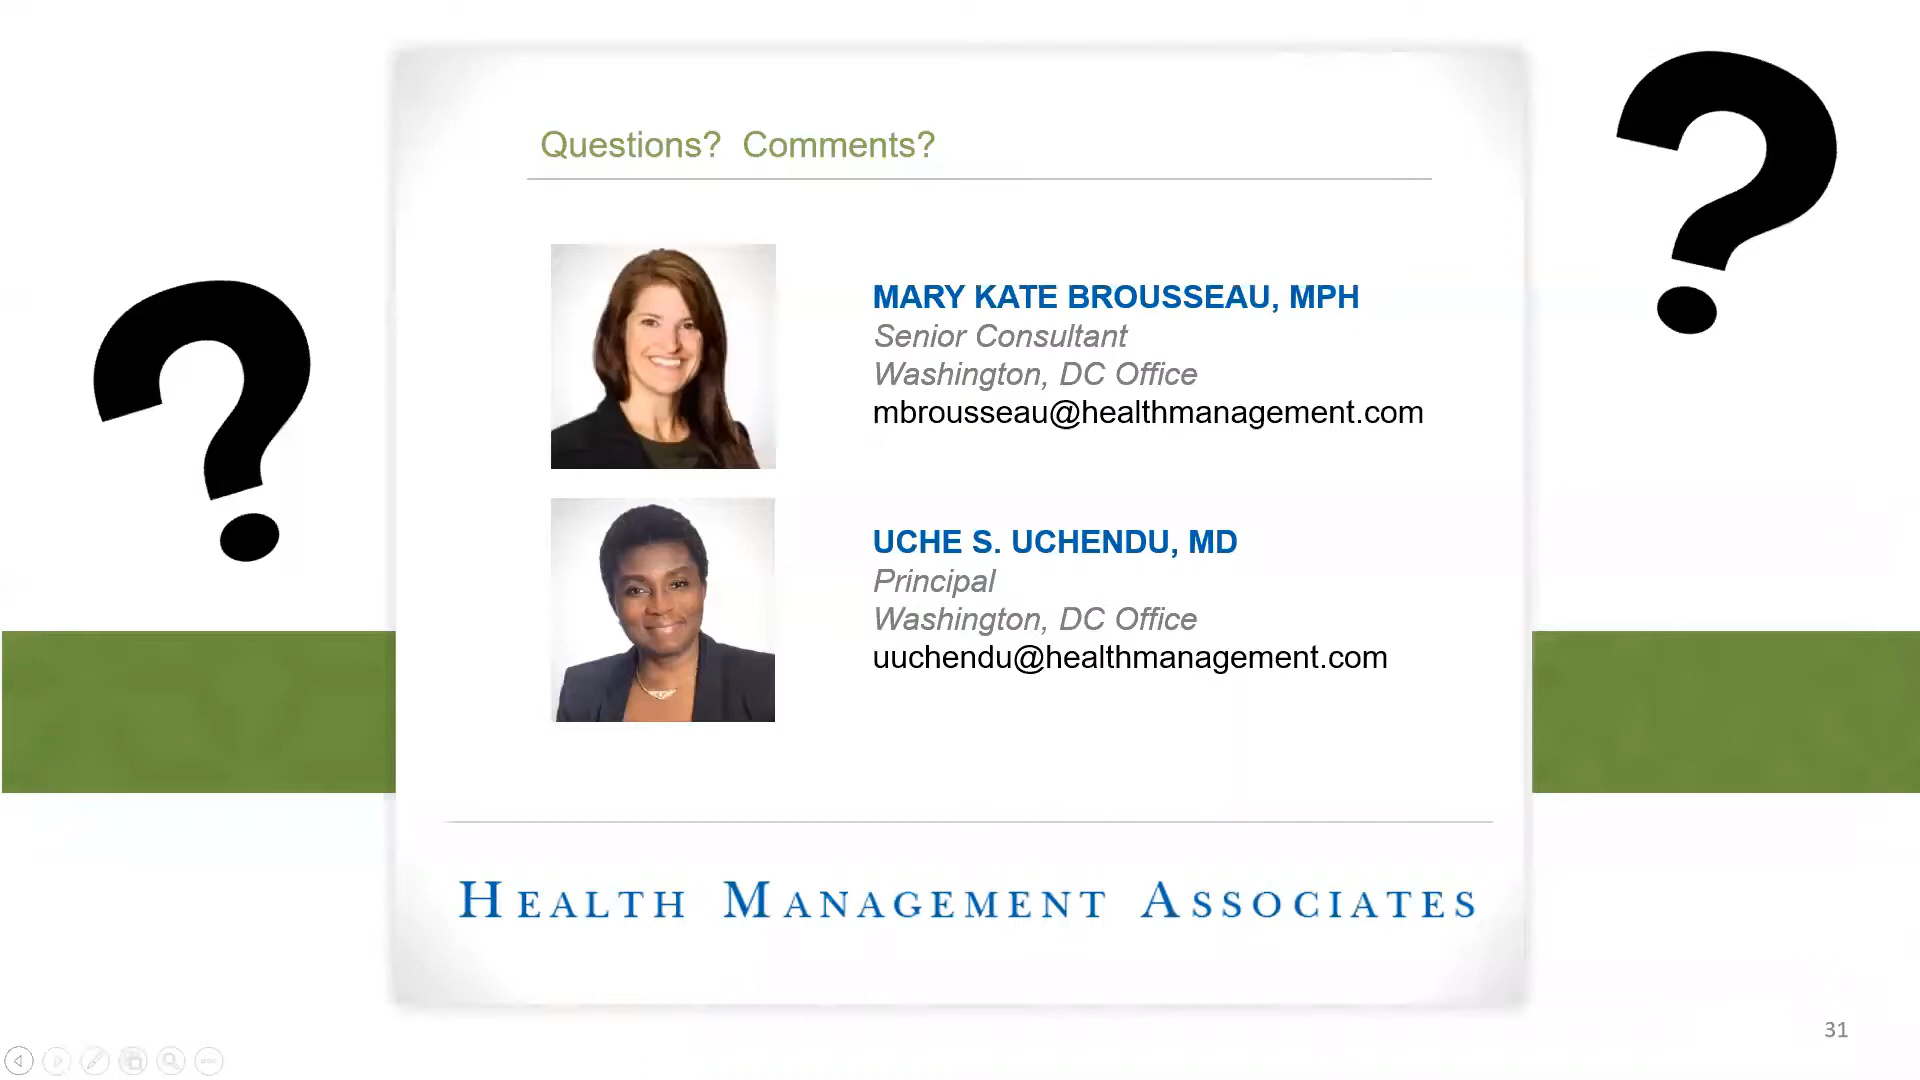 Questions? Comments?
MARY KATE BROUSSEAU, MPH
Senior Consultant
Washington, DC Office
mbrousseau@healthmanagement.com
UCHE S. UCHENDU, MD
Principal
Washington, DC Office
uuchendu@healthmanagement.com
HEALTH MANAGEMENT ASSOCIATES
31
? ?